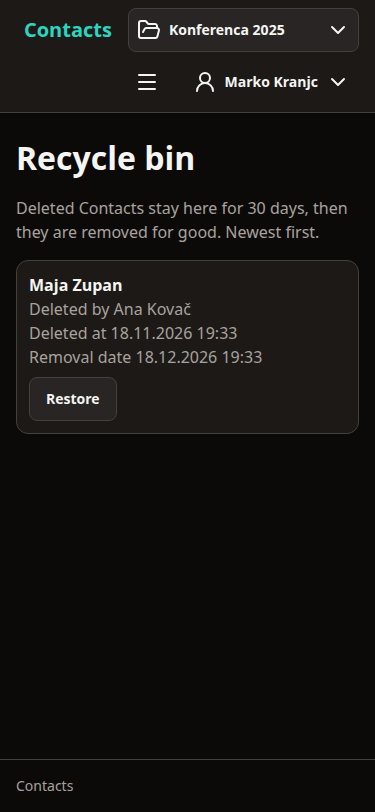 Contacts
Konferenca 2025
Marko Kranjc
Recycle bin
Deleted Contacts stay here for 30 days, then
they are removed for good. Newest first.
Maja Zupan
Deleted by Ana Kovač
Deleted at 18.11.2026 19:33
Removal date 18.12.2026 19:33
Restore
Contacts